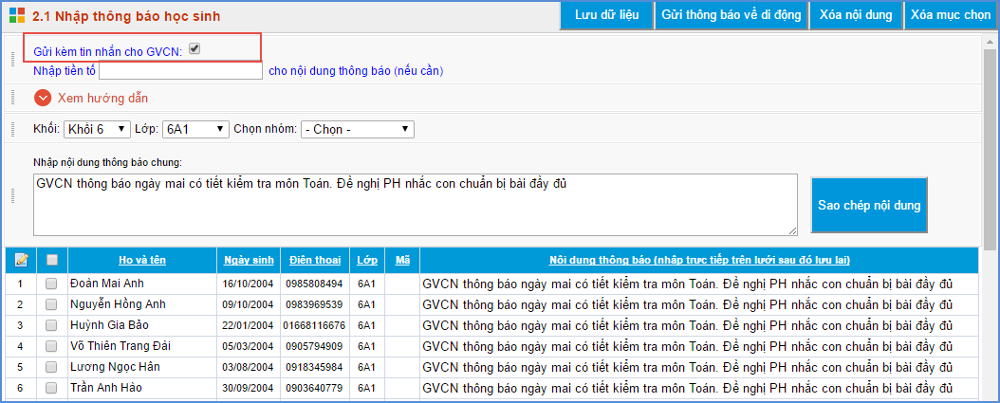 2.1 Nhập thông báo học sinh
Lưu dữ liệu Gửi thông báo về di động Xóa nội dung Xóa mục chọn
Gửi kèm tin nhắn cho GVCN:
Nhập tiền tố cho nội dung thông báo (nếu cần)
Xem hướng dẫn
Khối: Khối 6 Lớp: 6A1 Chọn nhóm: - Chọn -
Nhập nội dung thông báo chung:
GVCN thông báo ngày mai có tiết kiểm tra môn Toán. Đề nghị PH nhắc con chuẩn bị bài đầy đủ
Sao chép nội dung
Họ và tên Ngày sinh Điện thoại Lớp Mã Nội dung thông báo (nhập trực tiếp trên lưới sau đó lưu lại)
1 Đoàn Mai Anh 16/10/2004 0985808494 6A1 GVCN thông báo ngày mai có tiết kiểm tra môn Toán. Đề nghị PH nhắc con chuẩn bị bài đầy đủ
2 Nguyễn Hồng Anh 09/10/2004 0983969539 6A1 GVCN thông báo ngày mai có tiết kiểm tra môn Toán. Đề nghị PH nhắc con chuẩn bị bài đầy đủ
3 Huỳnh Gia Bảo 22/01/2004 01668116676 6A1 GVCN thông báo ngày mai có tiết kiểm tra môn Toán. Đề nghị PH nhắc con chuẩn bị bài đầy đủ
4 Võ Thiên Trang Đài 05/03/2004 0905794909 6A1 GVCN thông báo ngày mai có tiết kiểm tra môn Toán. Đề nghị PH nhắc con chuẩn bị bài đầy đủ
5 Lương Ngọc Hân 03/08/2004 0918345984 6A1 GVCN thông báo ngày mai có tiết kiểm tra môn Toán. Đề nghị PH nhắc con chuẩn bị bài đầy đủ
6 Trần Anh Hào 30/09/2004 0903640779 6A1 GVCN thông báo ngày mai có tiết kiểm tra môn Toán. Đề nghị PH nhắc con chuẩn bị bài đầy đủ